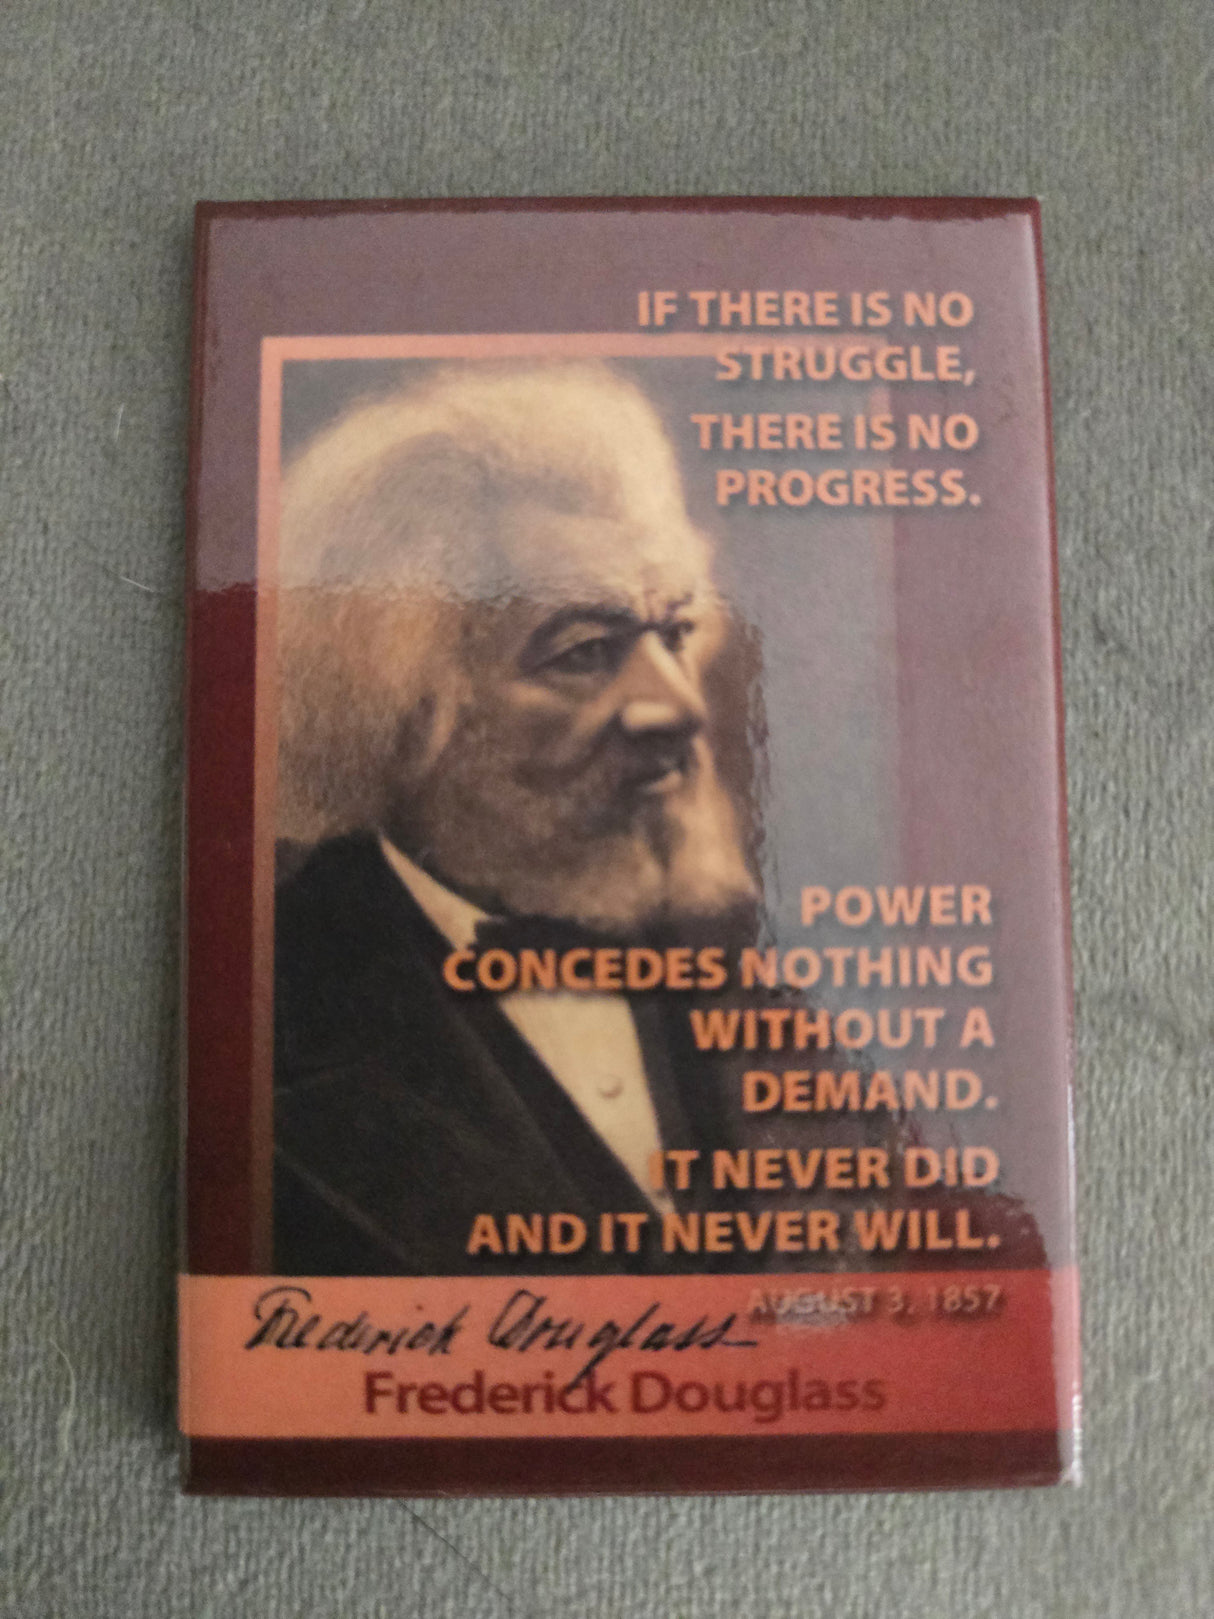 IF THERE IS NO
STRUGGLE,
THERE IS NO
PROGRESS.
POWER
CONCEDES NOTHING
WITHOUT A
DEMAND.
IT NEVER DID
AND IT NEVER WILL.
AUGUST 3, 1857
Frederick Douglass
Frederick Douglass